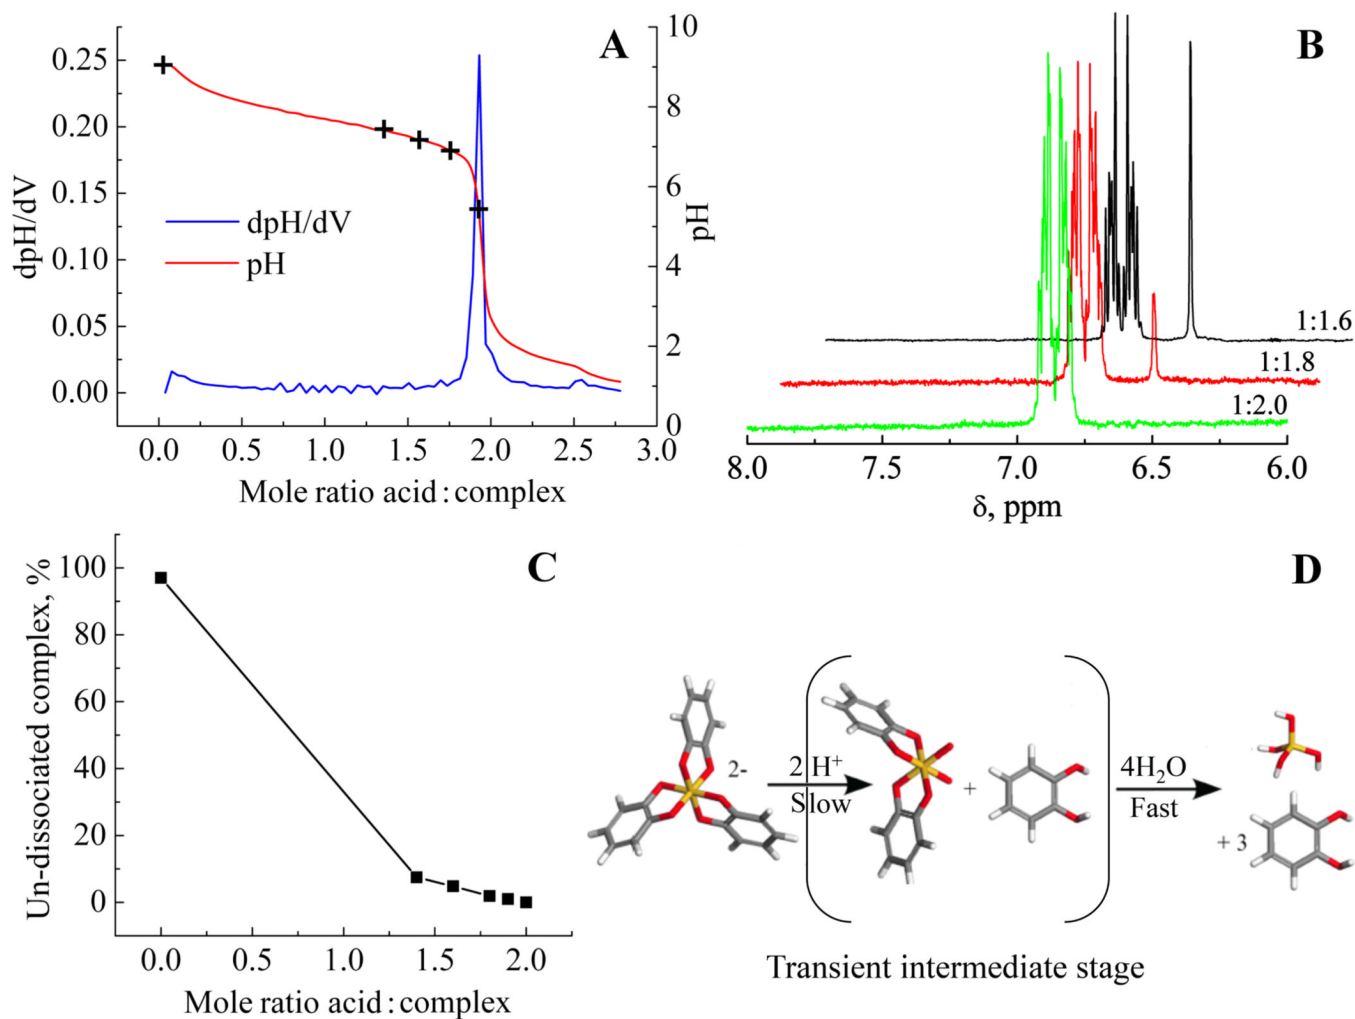 A
dpH/dV
0.25
0.20
0.15
0.10
0.05
0.00
dpH/dV
pH
10
8
6
4
2
0
pH
0.0 0.5 1.0 1.5 2.0 2.5 3.0
Mole ratio acid : complex
B
1:1.6
1:1.8
1:2.0
8.0 7.5 7.0 6.5 6.0
δ, ppm
C
Un-dissociated complex, %
100
80
60
40
20
0
0.0 0.5 1.0 1.5 2.0
Mole ratio acid : complex
D
2-
2 H⁺
Slow
+
4H₂O
Fast
+ 3
Transient intermediate stage